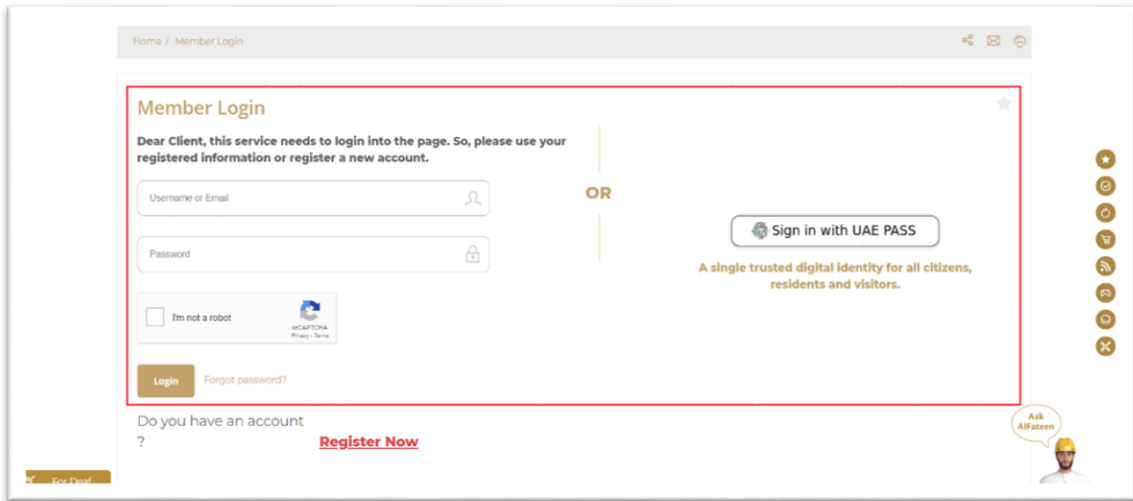 Home / Member Login
Member Login
Dear Client, this service needs to login into the page. So, please use your
registered information or register a new account.
Username or Email
Password
I'm not a robot
reCAPTCHA
Privacy - Terms
Login
Forgot password?
OR
Sign in with UAE PASS
A single trusted digital identity for all citizens,
residents and visitors.
Do you have an account
?
Register Now
Ask
AlFateen
For Deaf